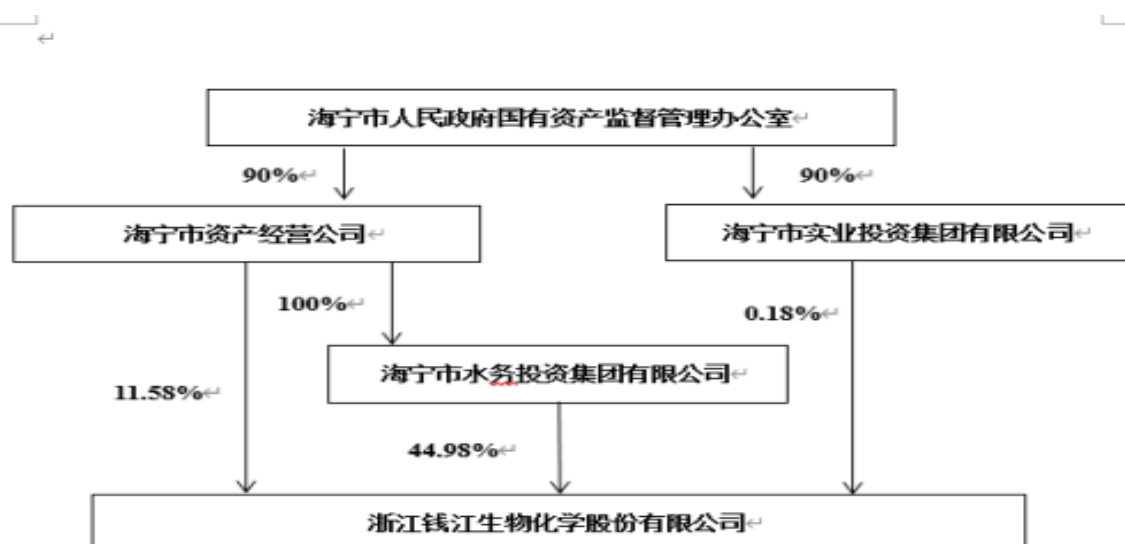 海宁市人民政府国有资产监督管理办公室
90%
90%
海宁市资产经营公司
海宁市实业投资集团有限公司
100%
0.18%
海宁市水务投资集团有限公司
11.58%
44.98%
浙江钱江生物化学股份有限公司